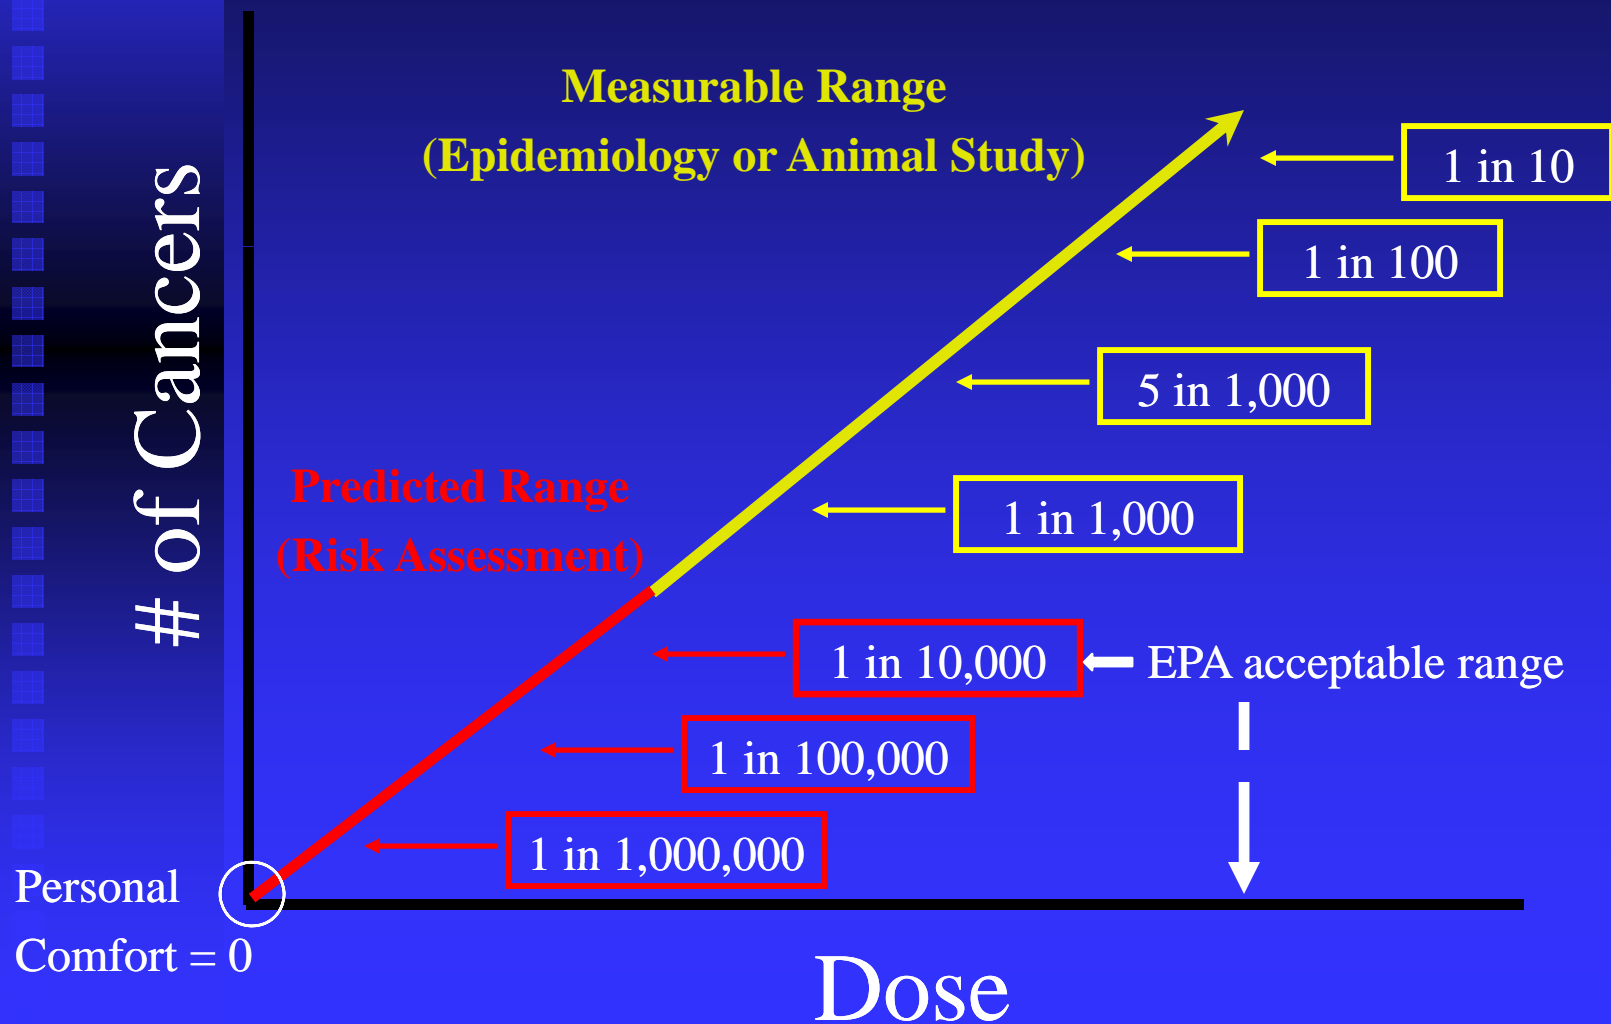 Measurable Range
(Epidemiology or Animal Study)
1 in 10
1 in 100
5 in 1,000
# of Cancers
Predicted Range
(Risk Assessment)
1 in 1,000
1 in 10,000
EPA acceptable range
1 in 100,000
1 in 1,000,000
Personal
Comfort = 0
Dose